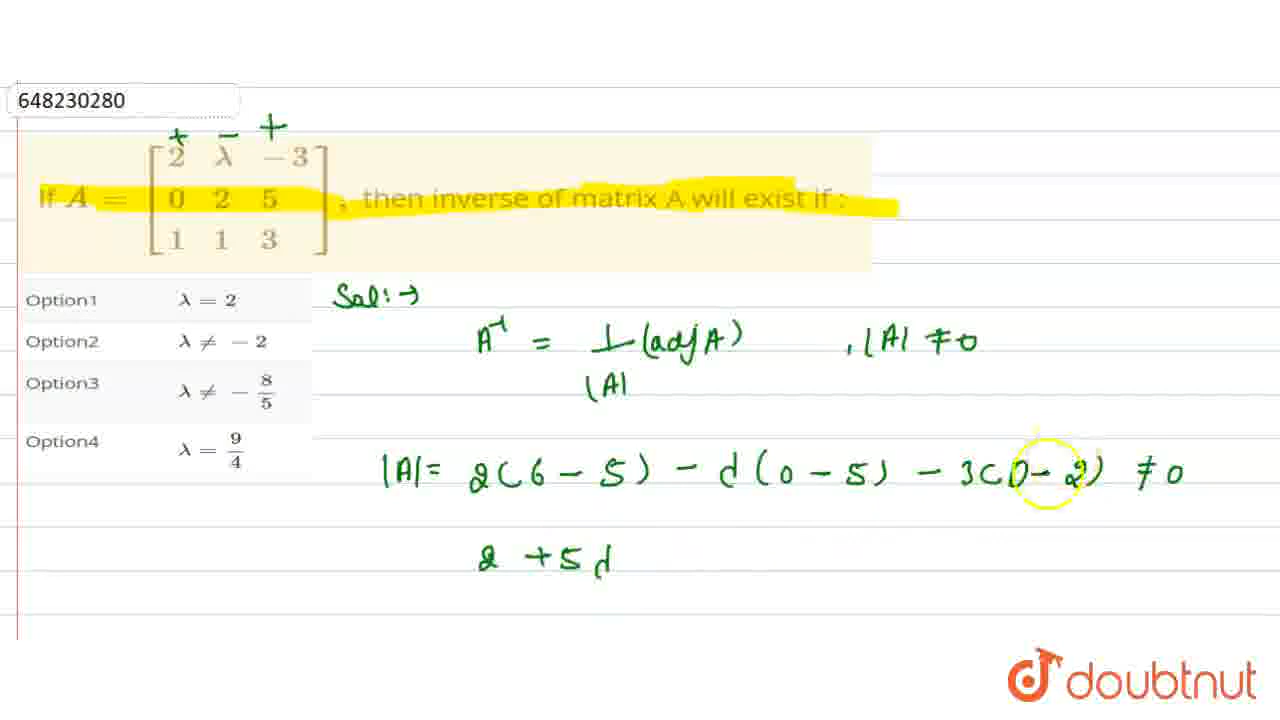 648230280
+ − +
If A = [ 2 λ −3
0 2 5
1 1 3 ] , then inverse of matrix A will exist if :
Option1 λ = 2
Option2 λ ≠ −2
Option3 λ ≠ −8/5
Option4 λ = 9/4
Sol:→
A⁻¹ = 1/|A| (adj A) , |A| ≠ 0
|A| = 2(6 − 5) − d(0 − 5) − 3(0 − 2) ≠ 0
2 + 5d
doubtnut